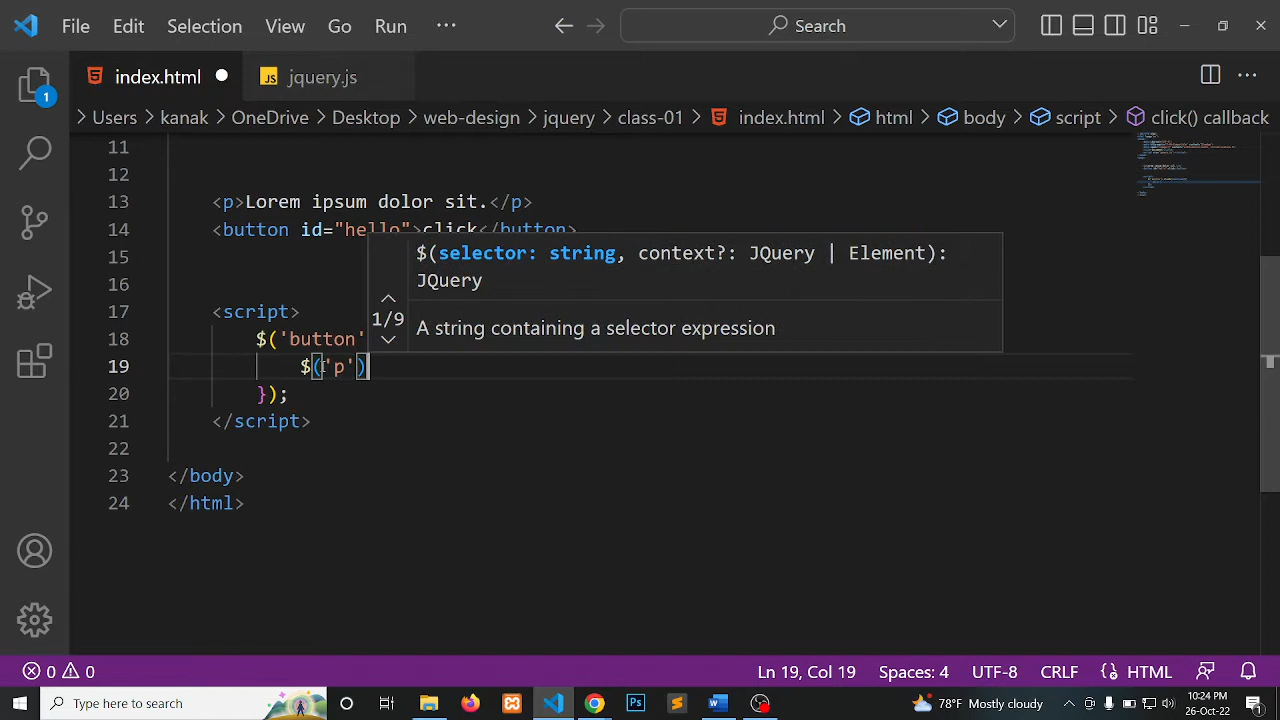 File Edit Selection View Go Run ··· Search
index.html jquery.js
Users > kanak > OneDrive > Desktop > web-design > jquery > class-01 > index.html > html > body > script > click() callback
1
11
12
13 <p>Lorem ipsum dolor sit.</p>
14 <button id="hello">click</button>
15
16
17 <script>
18 $('button'
19 $('p')
20 });
21 </script>
22
23 </body>
24 </html>
$(selector: string, context?: JQuery | Element):
JQuery
1/9
A string containing a selector expression
0 0 Ln 19, Col 19 Spaces: 4 UTF-8 CRLF HTML
Type here to search 78°F Mostly cloudy 10:24 PM
26-Oct-22 1